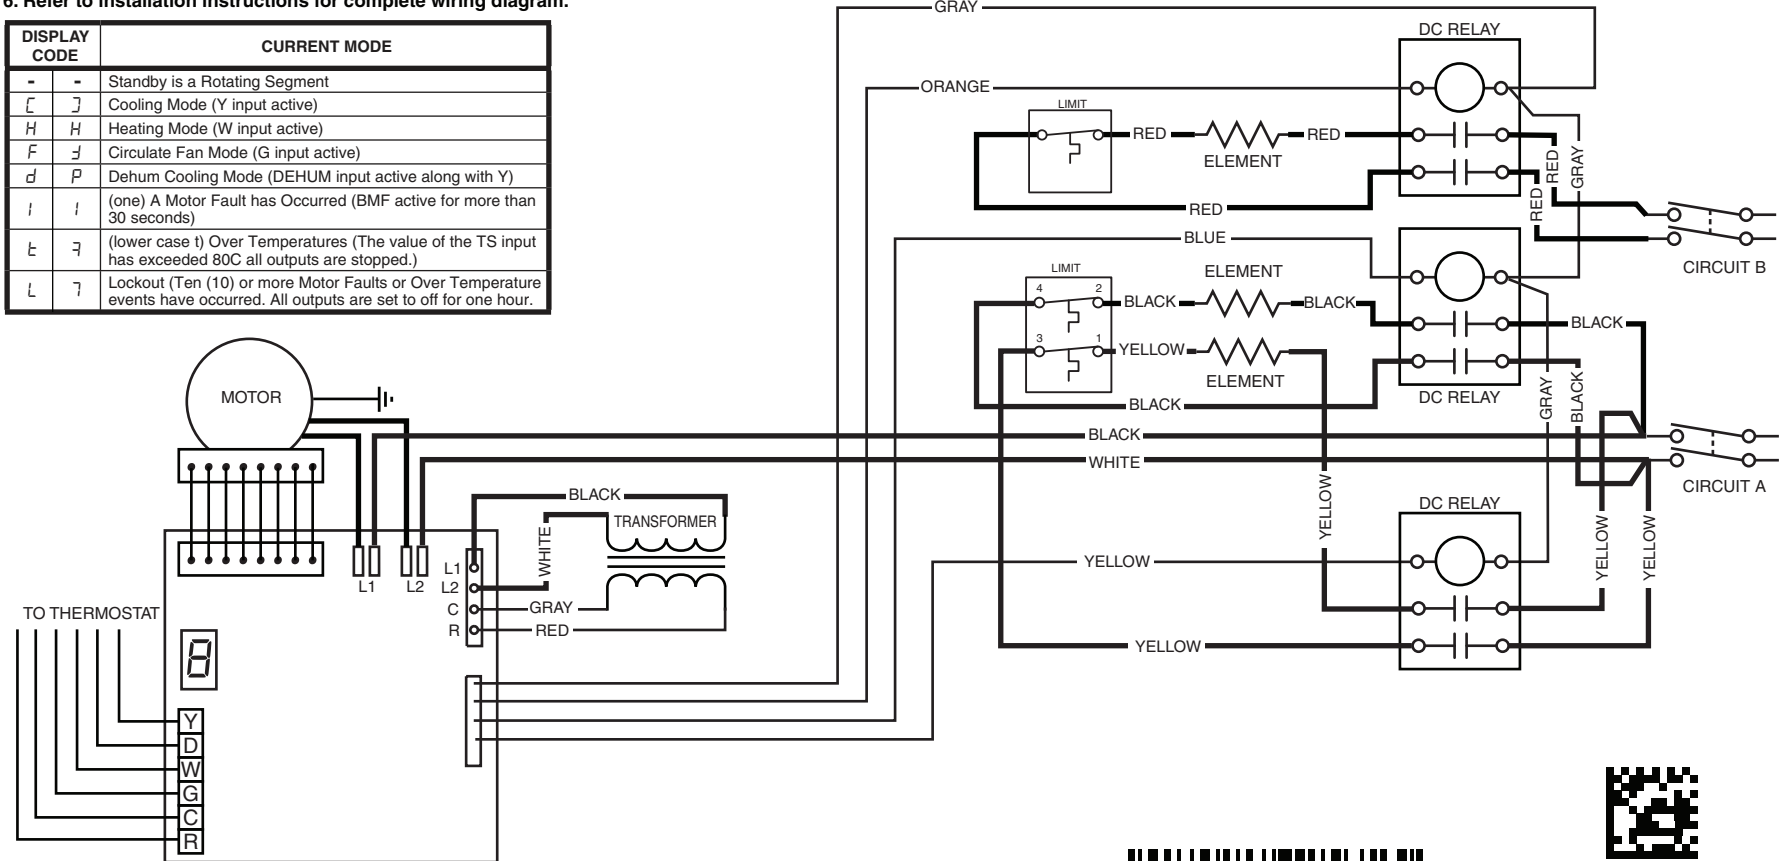 6. Refer to Installation Instructions for complete wiring diagram.
DISPLAY CODE CURRENT MODE
- - Standby is a Rotating Segment
Cooling Mode (Y input active)
H H Heating Mode (W input active)
F Circulate Fan Mode (G input active)
d P Dehum Cooling Mode (DEHUM input active along with Y)
I I (one) A Motor Fault has Occurred (BMF active for more than
30 seconds)
t (lower case t) Over Temperatures (The value of the TS input
has exceeded 80C all outputs are stopped.)
L Lockout (Ten (10) or more Motor Faults or Over Temperature
events have occurred. All outputs are set to off for one hour.
GRAY
DC RELAY
ORANGE
LIMIT
RED
RED
ELEMENT
RED
RED
RED
GRAY
CIRCUIT B
BLUE
LIMIT
4 2
3 1
ELEMENT
BLACK
BLACK
YELLOW
ELEMENT
BLACK
BLACK
DC RELAY
GRAY
BLACK
BLACK
WHITE
CIRCUIT A
YELLOW
DC RELAY
YELLOW
YELLOW
YELLOW
YELLOW
MOTOR
BLACK
TRANSFORMER
WHITE
L1
L2
L1
L2
C
R
GRAY
RED
TO THERMOSTAT
8
Y
D
W
G
C
R